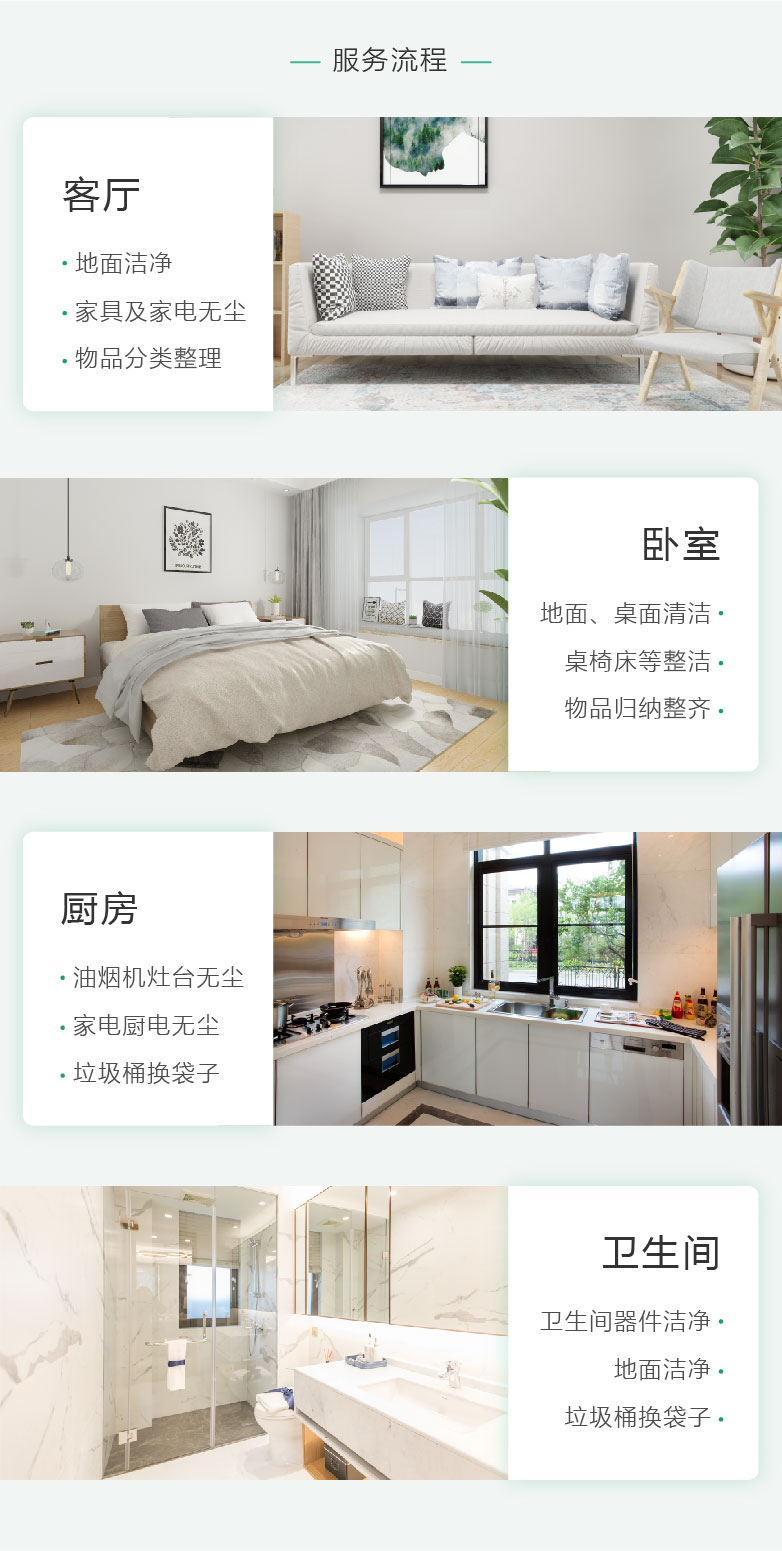 服务流程
客厅
地面洁净
家具及家电无尘
物品分类整理
卧室
地面、桌面清洁
桌椅床等整洁
物品归纳整齐
厨房
油烟机灶台无尘
家电厨电无尘
垃圾桶换袋子
卫生间
卫生间器件洁净
地面洁净
垃圾桶换袋子